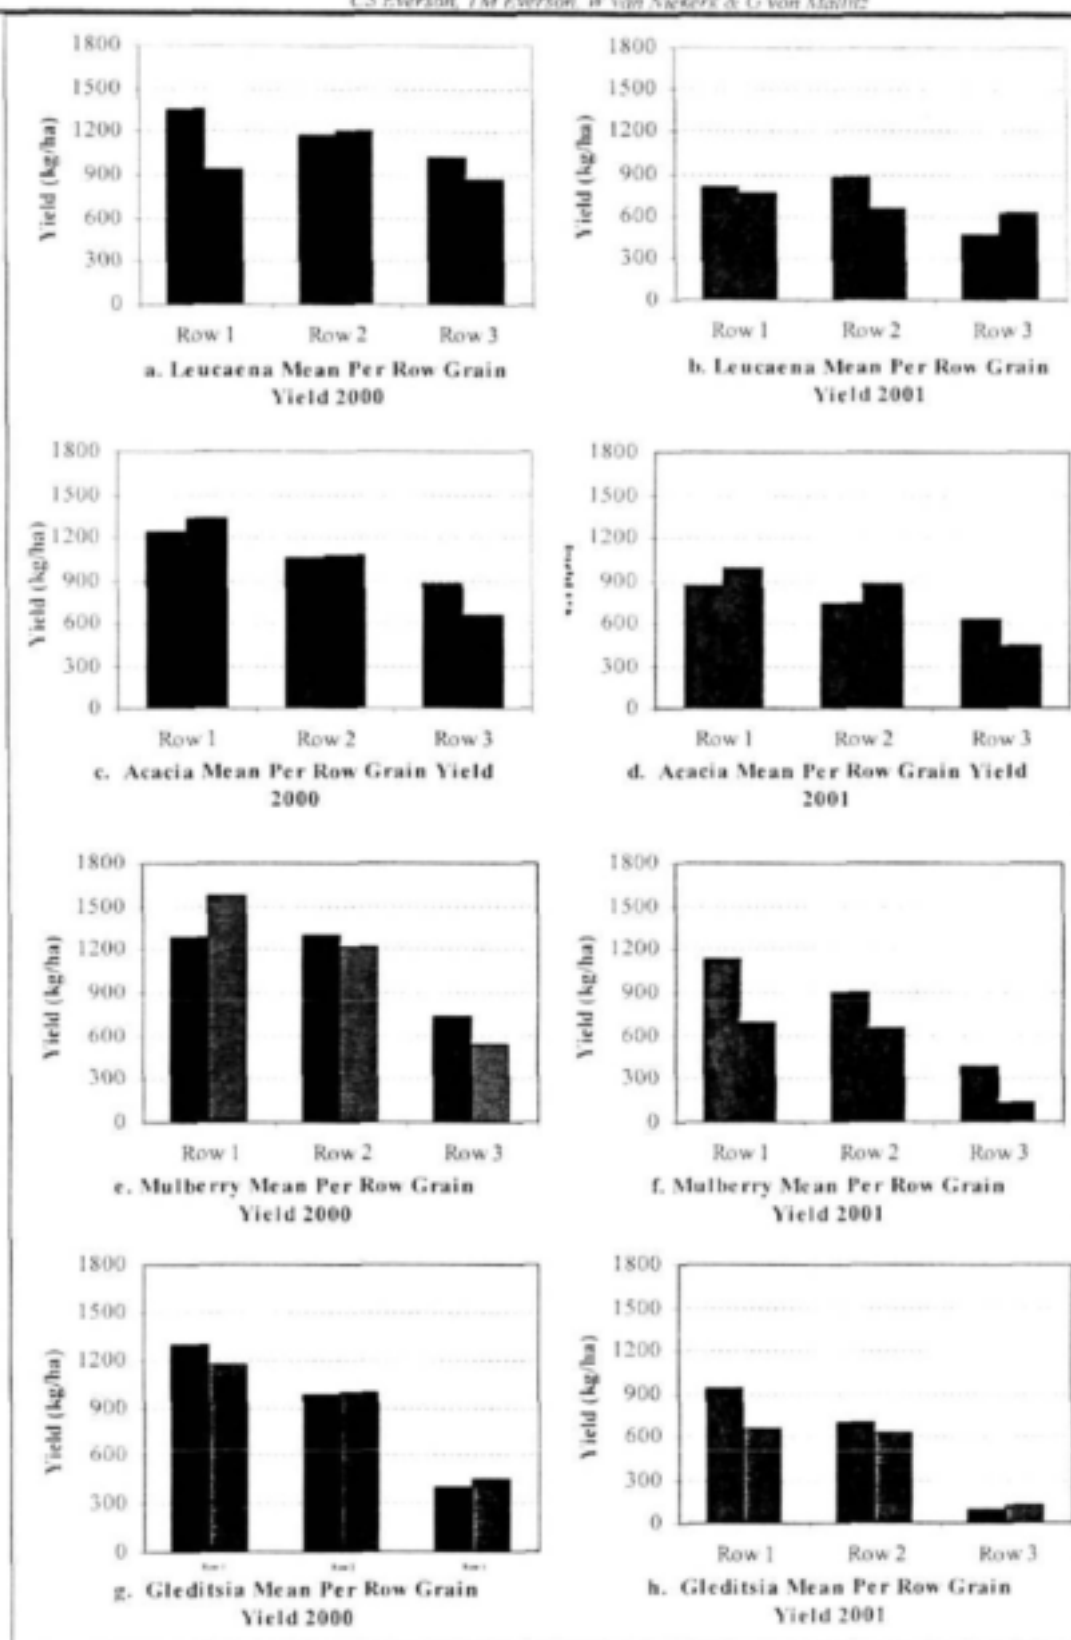 CS Everson, TM Everson, W van Niekerk & G von Maltitz
1800
1500
1200
900
600
300
0
Yield (kg/ha)
Row 1 Row 2 Row 3
a. Leucaena Mean Per Row Grain
Yield 2000
1800
1500
1200
900
600
300
0
Yield (kg/ha)
Row 1 Row 2 Row 3
b. Leucaena Mean Per Row Grain
Yield 2001
1800
1500
1200
900
600
300
0
Yield (kg/ha)
Row 1 Row 2 Row 3
c. Acacia Mean Per Row Grain Yield
2000
1800
1500
1200
900
600
300
0
Row 1 Row 2 Row 3
d. Acacia Mean Per Row Grain Yield
2001
1800
1500
1200
900
600
300
0
Yield (kg/ha)
Row 1 Row 2 Row 3
e. Mulberry Mean Per Row Grain
Yield 2000
1800
1500
1200
900
600
300
0
Yield (kg/ha)
Row 1 Row 2 Row 3
f. Mulberry Mean Per Row Grain
Yield 2001
1800
1500
1200
900
600
300
0
Yield (kg/ha)
g. Gleditsia Mean Per Row Grain
Yield 2000
1800
1500
1200
900
600
300
0
Yield (kg/ha)
Row 1 Row 2 Row 3
h. Gleditsia Mean Per Row Grain
Yield 2001